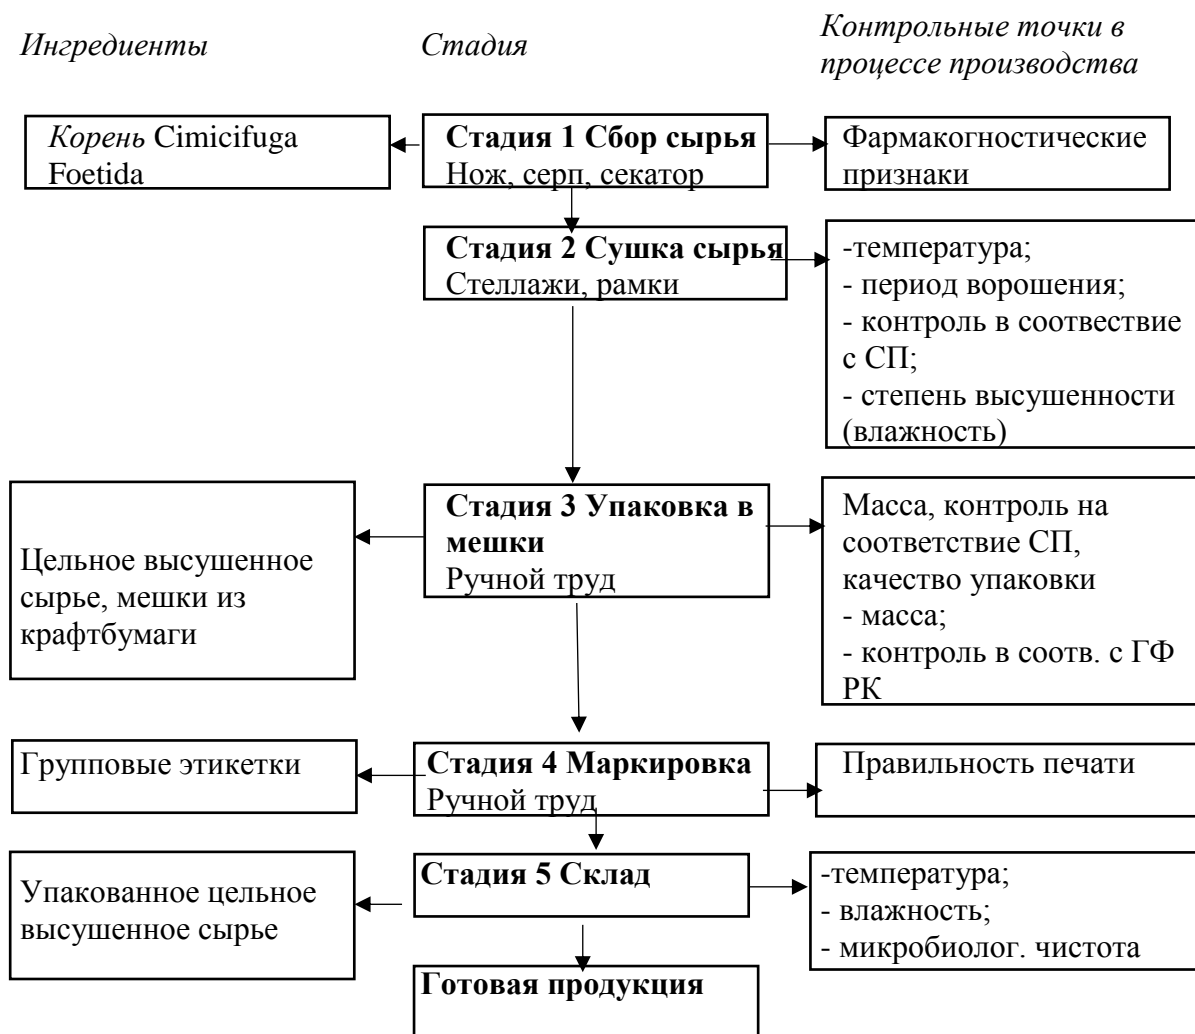 Ингредиенты
Стадия
Контрольные точки в
процессе производства
Корень Cimicifuga
Foetida
Стадия 1 Сбор сырья
Нож, серп, секатор
Фармакогностические
признаки
Стадия 2 Сушка сырья
Стеллажи, рамки
-температура;
- период ворошения;
- контроль в соотвествие
с СП;
- степень высушенности
(влажность)
Цельное высушенное
сырье, мешки из
крафтбумаги
Стадия 3 Упаковка в
мешки
Ручной труд
Масса, контроль на
соответствие СП,
качество упаковки
- масса;
- контроль в соотв. с ГФ
РК
Групповые этикетки
Стадия 4 Маркировка
Ручной труд
Правильность печати
Упакованное цельное
высушенное сырье
Стадия 5 Склад
-температура;
- влажность;
- микробиолог. чистота
Готовая продукция